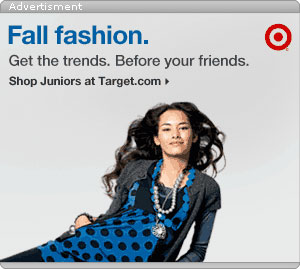 Advertisment
Fall fashion.
Get the trends. Before your friends.
Shop Juniors at Target.com